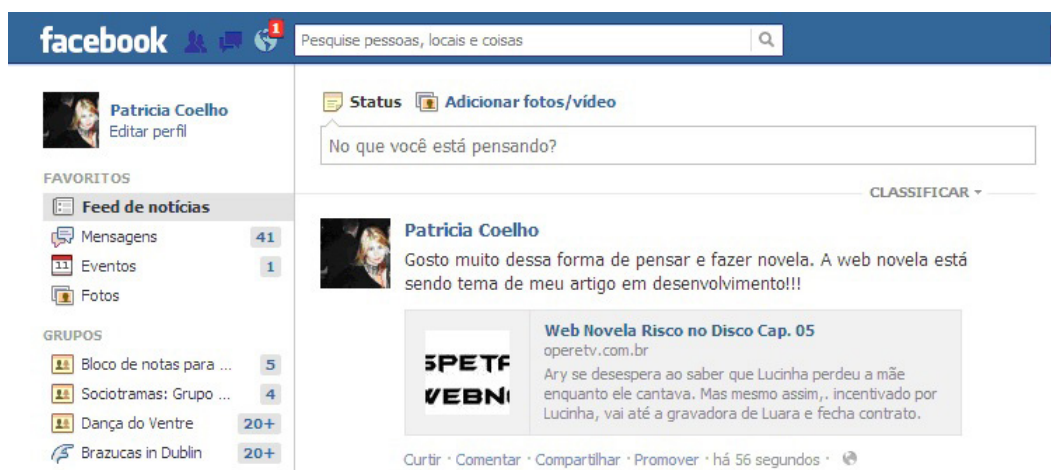 facebook
1
Pesquise pessoas, locais e coisas
Patricia Coelho
Editar perfil
FAVORITOS
Feed de notícias
Mensagens 41
11 Eventos 1
Fotos
GRUPOS
Bloco de notas para ... 5
Sociotramas: Grupo ... 4
Dança do Ventre 20+
Brazucas in Dublin 20+
Status Adicionar fotos/vídeo
No que você está pensando?
CLASSIFICAR
Patricia Coelho
Gosto muito dessa forma de pensar e fazer novela. A web novela está
sendo tema de meu artigo em desenvolvimento!!!
SPETA
WEBN
Web Novela Risco no Disco Cap. 05
operetv.com.br
Ary se desespera ao saber que Lucinha perdeu a mãe
enquanto ele cantava. Mas mesmo assim,. incentivado por
Lucinha, vai até a gravadora de Luara e fecha contrato.
Curtir · Comentar · Compartilhar · Promover · há 56 segundos ·